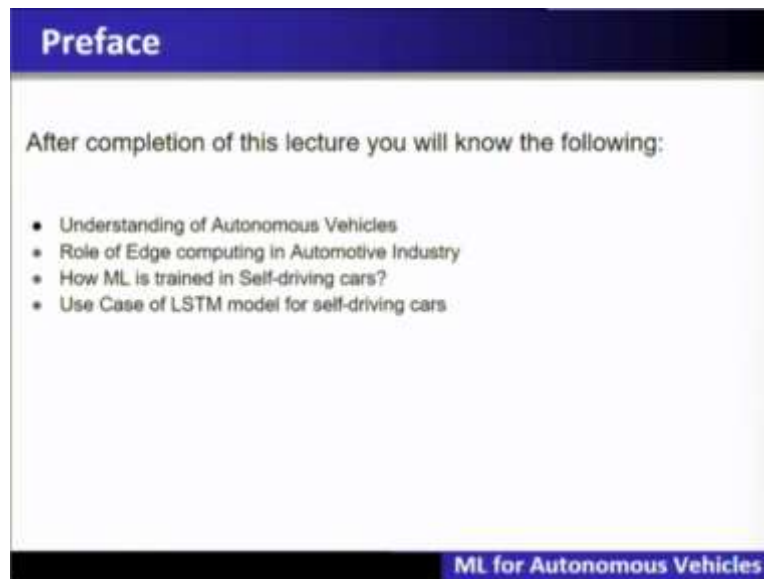 Preface
After completion of this lecture you will know the following:
• Understanding of Autonomous Vehicles
• Role of Edge computing in Automotive Industry
• How ML is trained in Self-driving cars?
• Use Case of LSTM model for self-driving cars
ML for Autonomous Vehicles